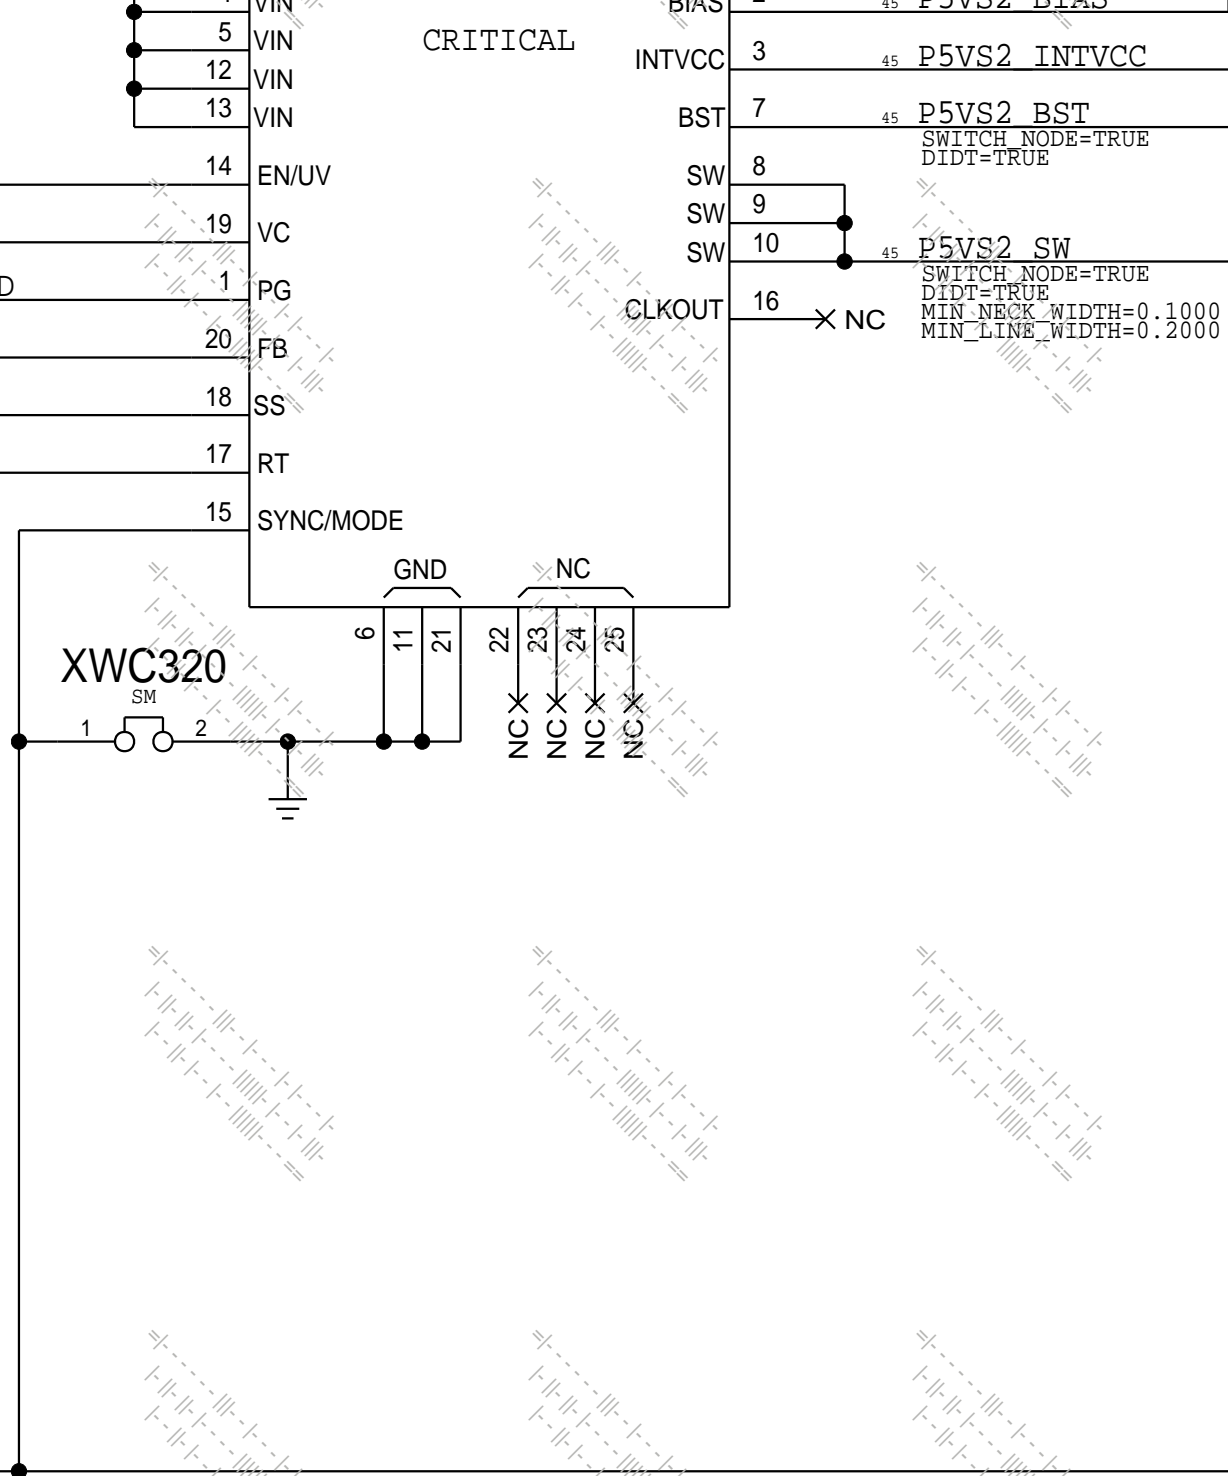 VIN
BIAS
45 P5VS2_BIAS
5 VIN
CRITICAL
INTVCC 3 45 P5VS2_INTVCC
12 VIN
13 VIN
BST 7 45 P5VS2_BST
SWITCH_NODE=TRUE
DIDT=TRUE
14 EN/UV
SW 8
SW 9
19 VC
SW 10 45 P5VS2_SW
SWITCH_NODE=TRUE
DIDT=TRUE
MIN_NECK_WIDTH=0.1000
MIN_LINE_WIDTH=0.2000
D 1 PG
CLKOUT 16 NC
20 FB
18 SS
17 RT
15 SYNC/MODE
GND NC
6 11 21 22 23 24 25
XWC320
SM
1 2
NC NC NC NC